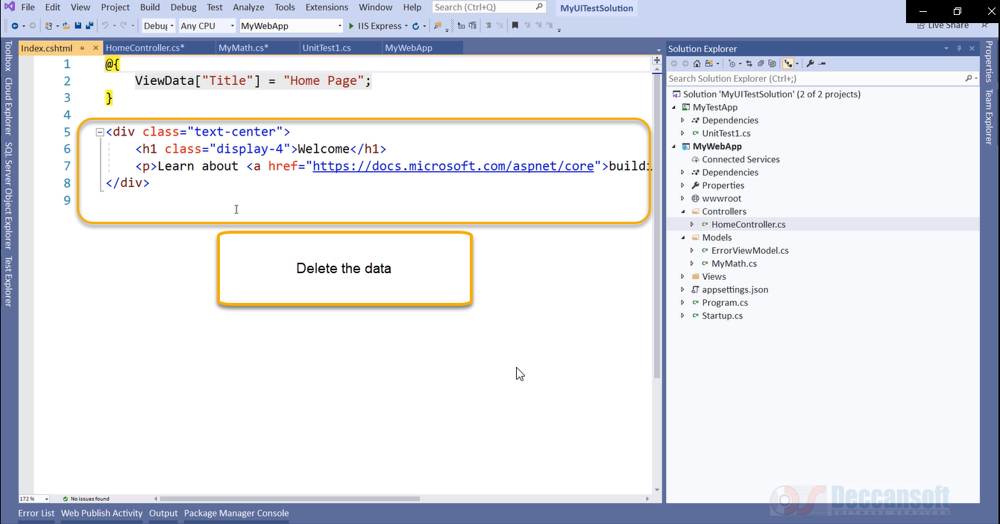 File Edit View Project Build Debug Test Analyze Tools Extensions Window Help Search (Ctrl+Q) MyUITestSolution
Debug Any CPU MyWebApp IIS Express Live Share
Index.cshtml HomeController.cs* MyMath.cs* UnitTest1.cs MyWebApp
1 @{
2 ViewData["Title"] = "Home Page";
3 }
4
5 <div class="text-center">
6 <h1 class="display-4">Welcome</h1>
7 <p>Learn about <a href="https://docs.microsoft.com/aspnet/core">buildi
8 </div>
9
Delete the data
172 % No issues found
Toolbox
Cloud Explorer
SQL Server Object Explorer
Test Explorer
Solution Explorer
Search Solution Explorer (Ctrl+;)
Solution 'MyUITestSolution' (2 of 2 projects)
MyTestApp
Dependencies
UnitTest1.cs
MyWebApp
Connected Services
Dependencies
Properties
wwwroot
Controllers
HomeController.cs
Models
ErrorViewModel.cs
MyMath.cs
Views
appsettings.json
Program.cs
Startup.cs
Properties
Team Explorer
Deccansoft
SOFTWARE SERVICES
Error List Web Publish Activity Output Package Manager Console